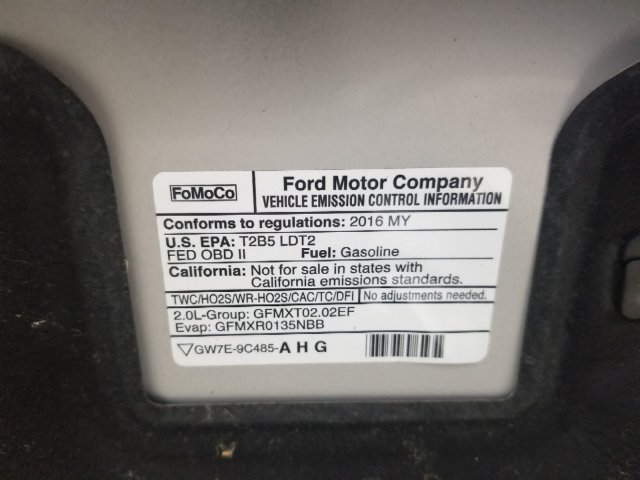 FoMoCo
Ford Motor Company
VEHICLE EMISSION CONTROL INFORMATION
Conforms to regulations: 2016 MY
U.S. EPA: T2B5 LDT2
FED OBD II Fuel: Gasoline
California: Not for sale in states with
California emissions standards.
TWC/HO2S/WR-HO2S/CAC/TC/DFI No adjustments needed.
2.0L-Group: GFMXT02.02EF
Evap: GFMXR0135NBB
GW7E-9C485-A H G